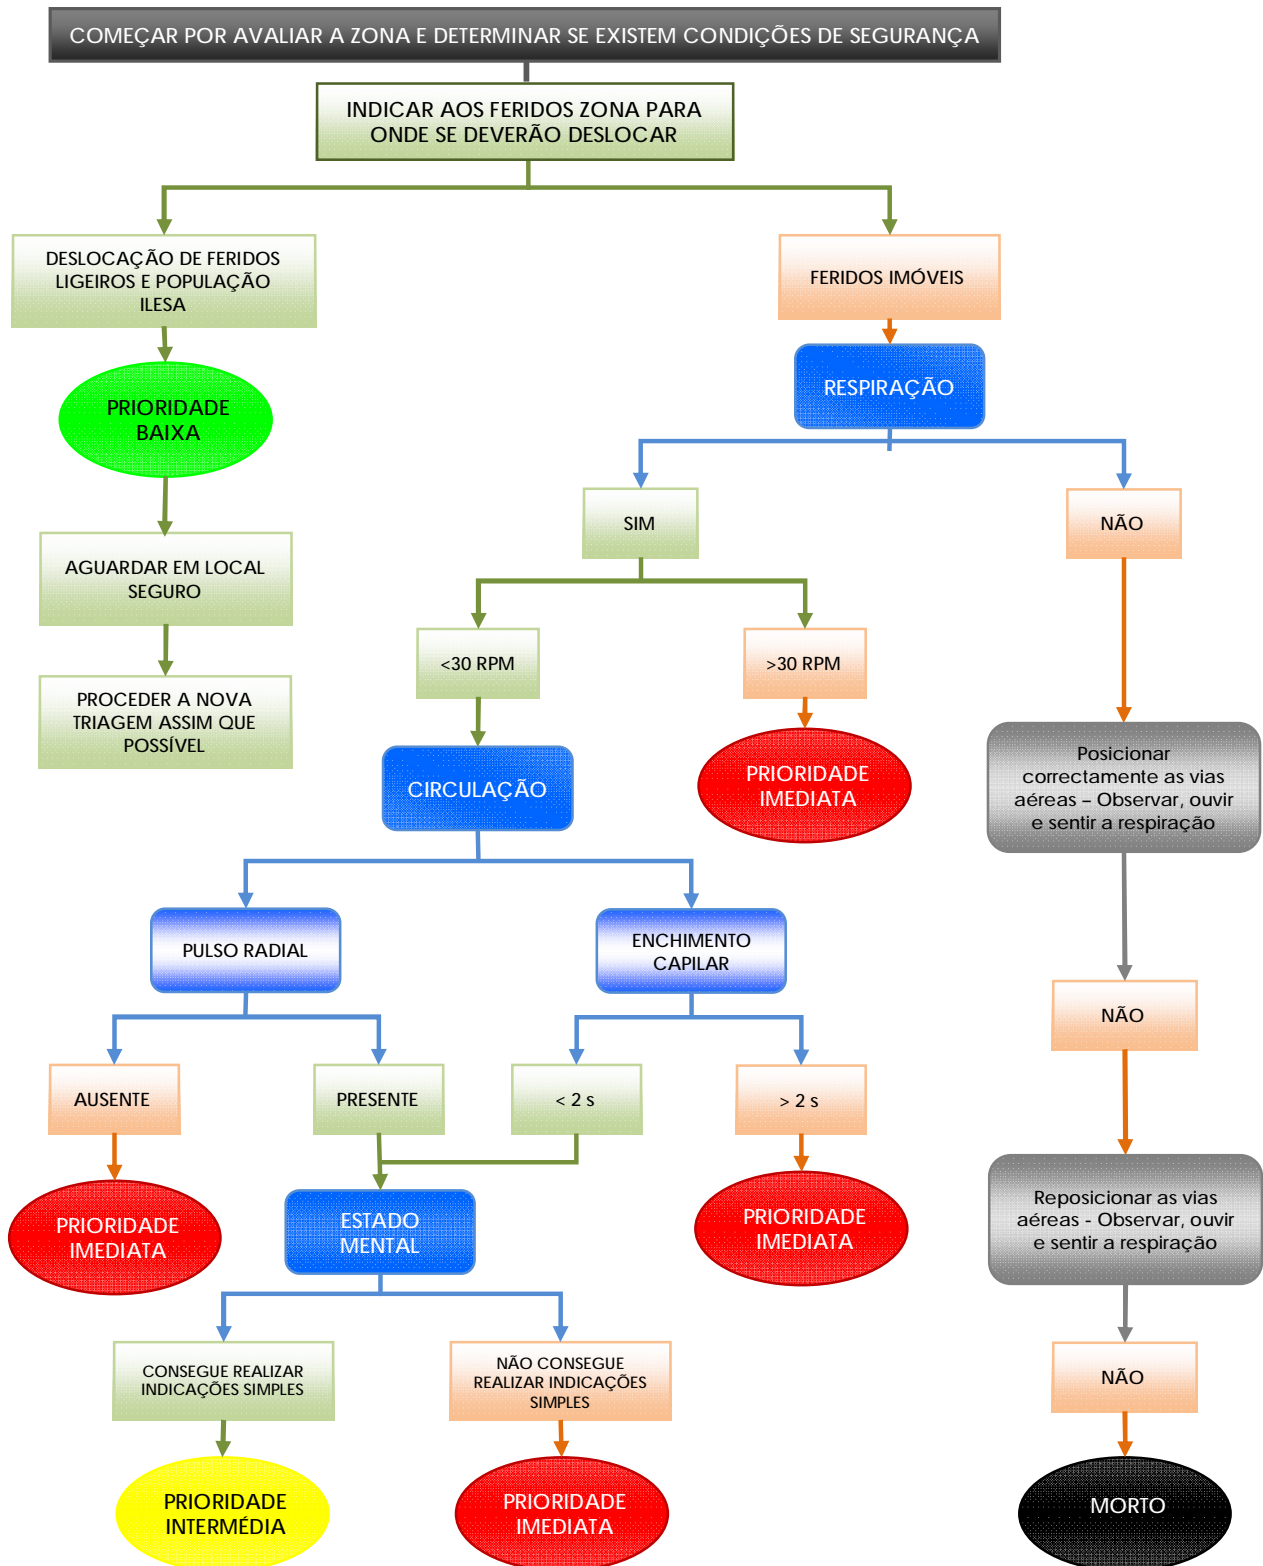 COMEÇAR POR AVALIAR A ZONA E DETERMINAR SE EXISTEM CONDIÇÕES DE SEGURANÇA
INDICAR AOS FERIDOS ZONA PARA
ONDE SE DEVERÃO DESLOCAR
DESLOCAÇÃO DE FERIDOS
LIGEIROS E POPULAÇÃO
ILESA
FERIDOS IMÓVEIS
RESPIRAÇÃO
PRIORIDADE
BAIXA
SIM
NÃO
AGUARDAR EM LOCAL
SEGURO
<30 RPM
>30 RPM
PROCEDER A NOVA
TRIAGEM ASSIM QUE
POSSÍVEL
CIRCULAÇÃO
PRIORIDADE
IMEDIATA
Posicionar
correctamente as vias
aéreas – Observar, ouvir
e sentir a respiração
PULSO RADIAL
ENCHIMENTO
CAPILAR
NÃO
AUSENTE
PRESENTE
< 2 s
> 2 s
PRIORIDADE
IMEDIATA
ESTADO
MENTAL
PRIORIDADE
IMEDIATA
Reposicionar as vias
aéreas - Observar, ouvir
e sentir a respiração
CONSEGUE REALIZAR
INDICAÇÕES SIMPLES
NÃO CONSEGUE
REALIZAR INDICAÇÕES
SIMPLES
NÃO
PRIORIDADE
INTERMÉDIA
PRIORIDADE
IMEDIATA
MORTO